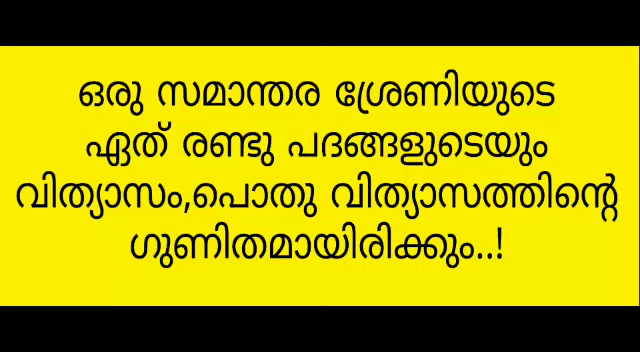 ഒരു സമാന്തര ശ്രേണിയുടെ
ഏത് രണ്ടു പദങ്ങളുടെയും
വിത്യാസം,പൊതു വിത്യാസത്തിന്റെ
ഗുണിതമായിരിക്കും..!